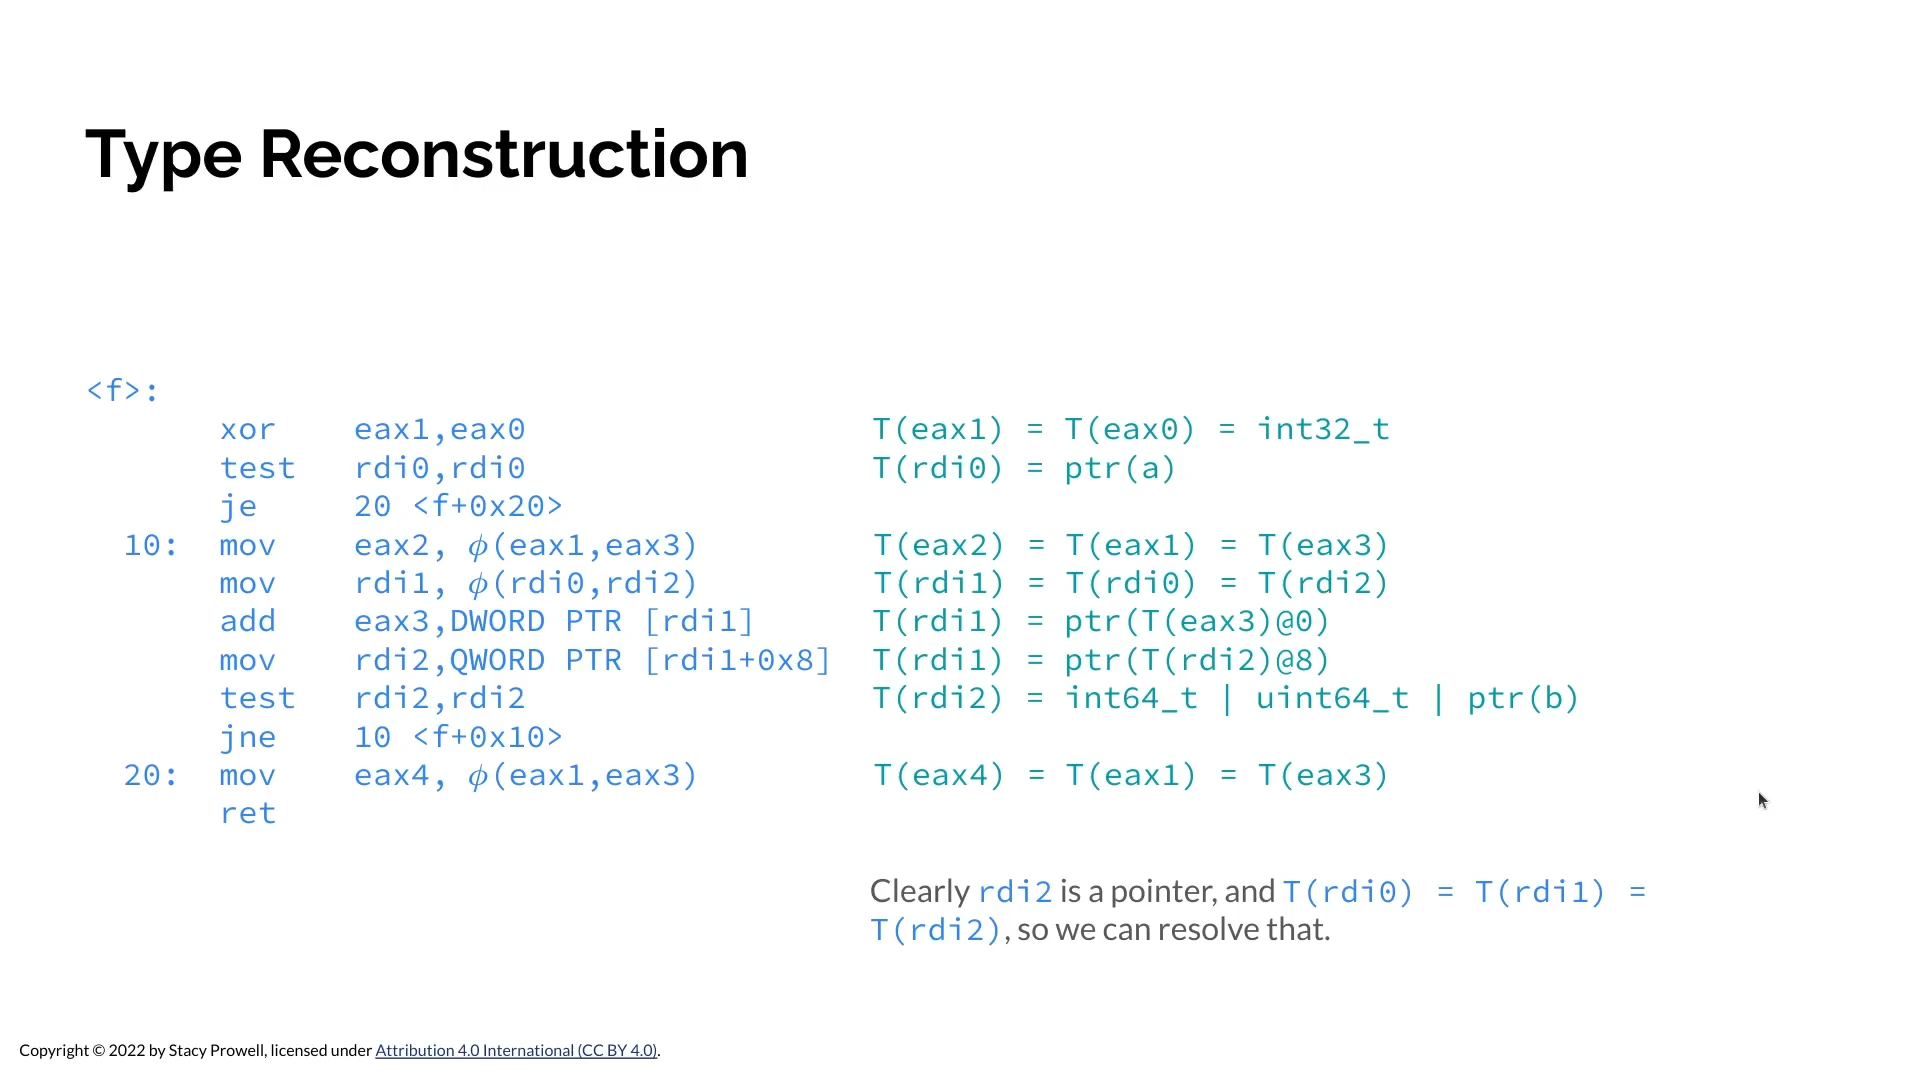 Type Reconstruction
<f>:
xor eax1,eax0 T(eax1) = T(eax0) = int32_t
test rdi0,rdi0 T(rdi0) = ptr(a)
je 20 <f+0x20>
10: mov eax2, ϕ(eax1,eax3) T(eax2) = T(eax1) = T(eax3)
mov rdi1, ϕ(rdi0,rdi2) T(rdi1) = T(rdi0) = T(rdi2)
add eax3,DWORD PTR [rdi1] T(rdi1) = ptr(T(eax3)@0)
mov rdi2,QWORD PTR [rdi1+0x8] T(rdi1) = ptr(T(rdi2)@8)
test rdi2,rdi2 T(rdi2) = int64_t | uint64_t | ptr(b)
jne 10 <f+0x10>
20: mov eax4, ϕ(eax1,eax3) T(eax4) = T(eax1) = T(eax3)
ret
Clearly rdi2 is a pointer, and T(rdi0) = T(rdi1) =
T(rdi2), so we can resolve that.
Copyright © 2022 by Stacy Prowell, licensed under Attribution 4.0 International (CC BY 4.0).